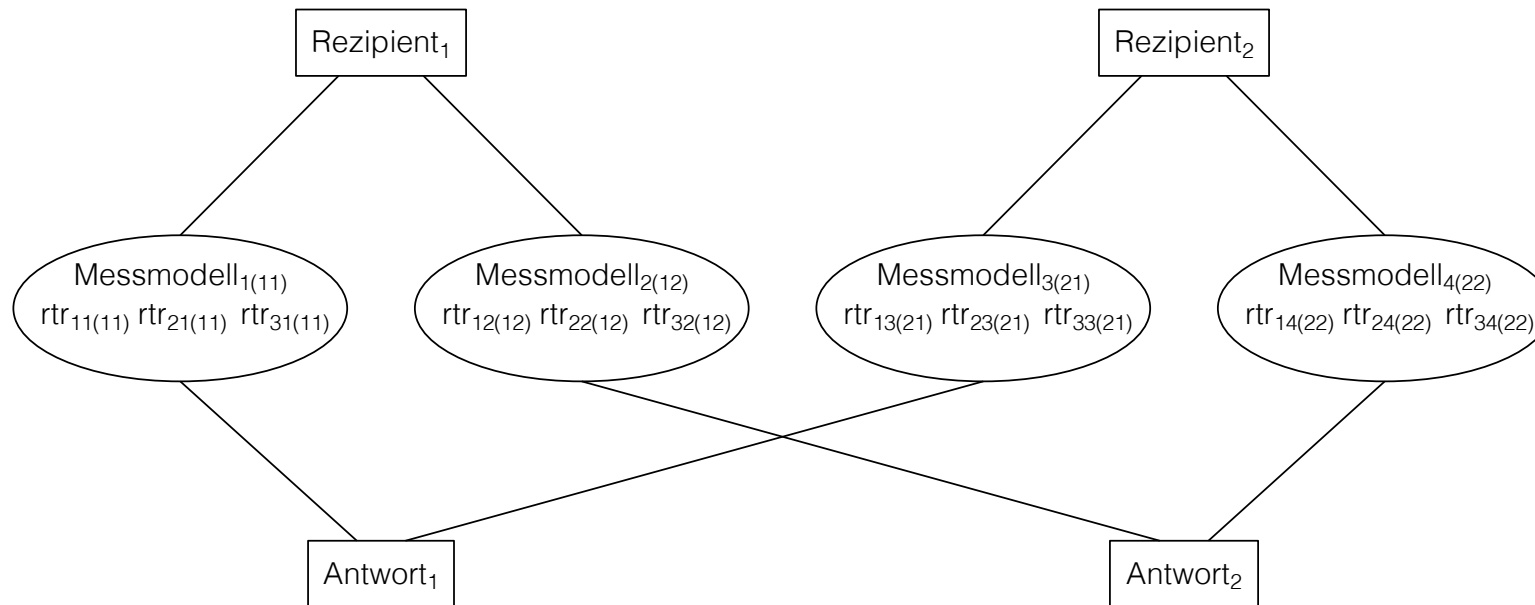 Rezipient₁ Rezipient₂
Messmodell₁₍₁₁₎ Messmodell₂₍₁₂₎ Messmodell₃₍₂₁₎ Messmodell₄₍₂₂₎
rtr₁₁₍₁₁₎ rtr₂₁₍₁₁₎ rtr₃₁₍₁₁₎ rtr₁₂₍₁₂₎ rtr₂₂₍₁₂₎ rtr₃₂₍₁₂₎ rtr₁₃₍₂₁₎ rtr₂₃₍₂₁₎ rtr₃₃₍₂₁₎ rtr₁₄₍₂₂₎ rtr₂₄₍₂₂₎ rtr₃₄₍₂₂₎
Antwort₁ Antwort₂